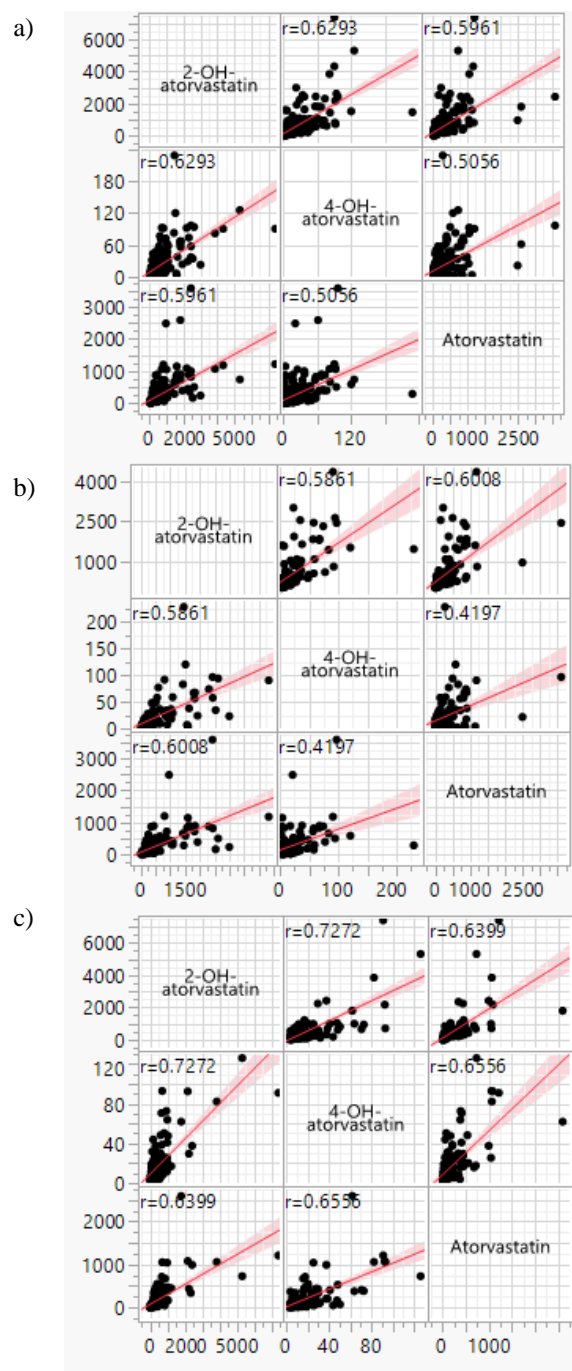 a)
r=0.6293 r=0.5961
6000
4000
2000
0
2-OH-
atorvastatin
r=0.6293 r=0.5056
180
120
60
0
4-OH-
atorvastatin
r=0.5961 r=0.5056
3000
2000
1000
0
Atorvastatin
0 2000 5000 0 120 0 1000 2500
b)
r=0.5861 r=0.6008
4000
2500
1000
2-OH-
atorvastatin
r=0.5861 r=0.4197
200
150
100
50
0
4-OH-
atorvastatin
r=0.6008 r=0.4197
3000
2000
1000
0
Atorvastatin
0 1500 0 100 200 0 1000 2500
c)
r=0.7272 r=0.6399
6000
4000
2000
0
2-OH-
atorvastatin
r=0.7272 r=0.6556
120
80
40
0
4-OH-
atorvastatin
r=0.6399 r=0.6556
2000
1000
0
Atorvastatin
0 2000 5000 0 40 80 0 1000